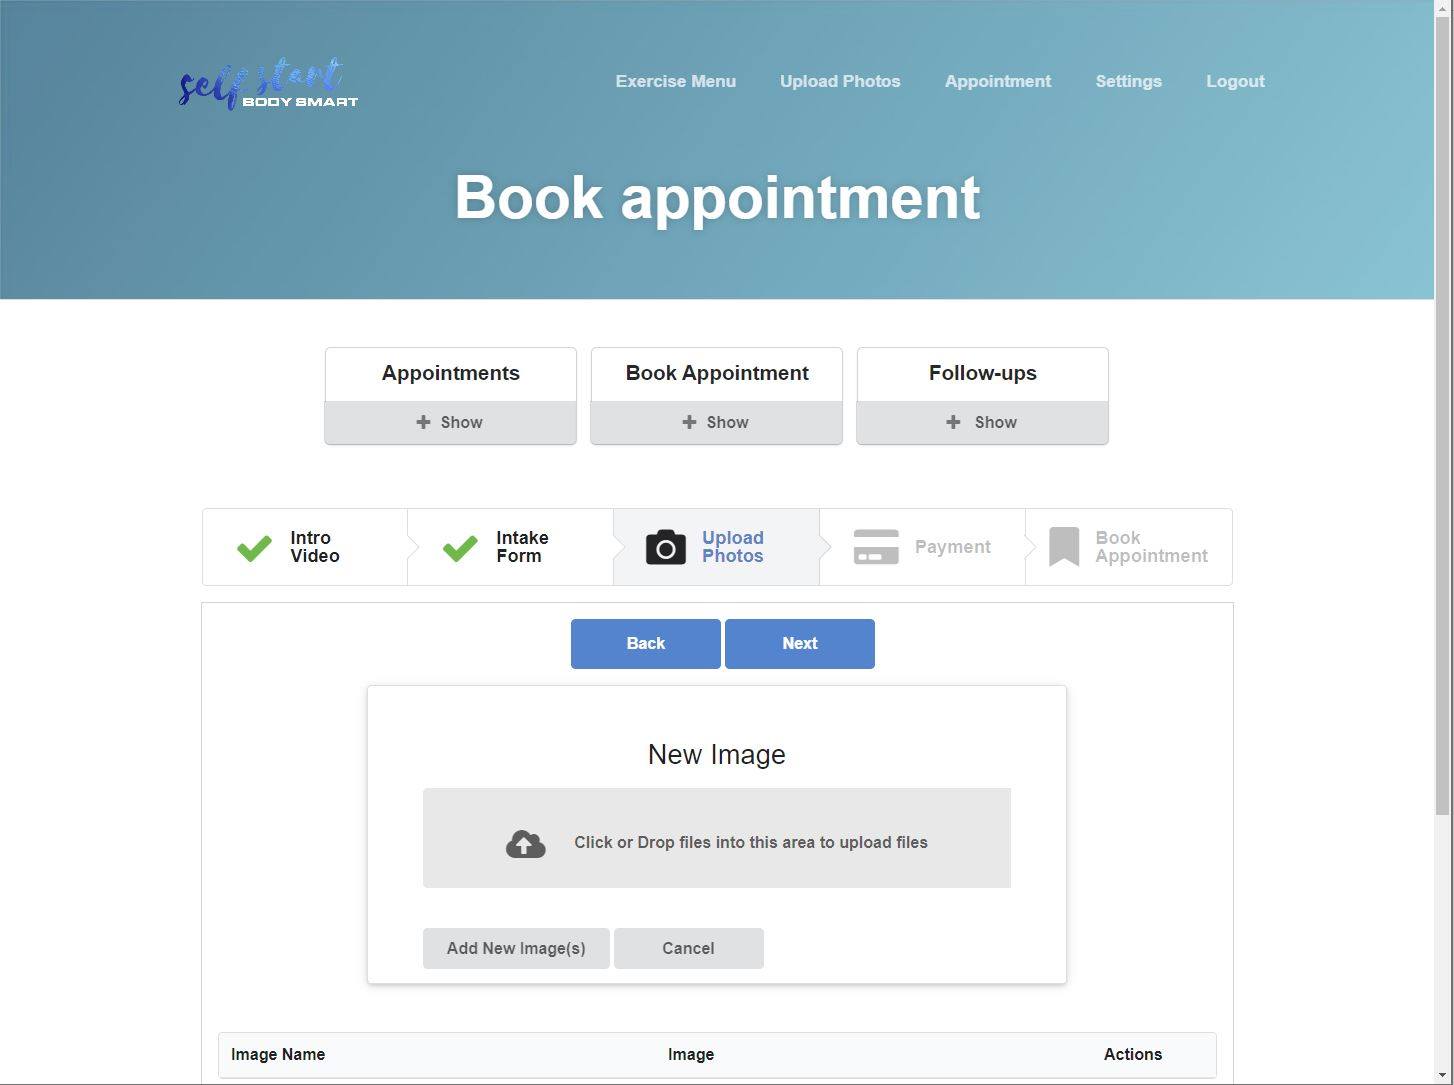 self start
BODY SMART
Exercise Menu Upload Photos Appointment Settings Logout
Book appointment
Appointments Book Appointment Follow-ups
Show Show Show
Intro
Video
Intake
Form
Upload
Photos
Payment
Book
Appointment
Back Next
New Image
Click or Drop files into this area to upload files
Add New Image(s) Cancel
Image Name Image Actions